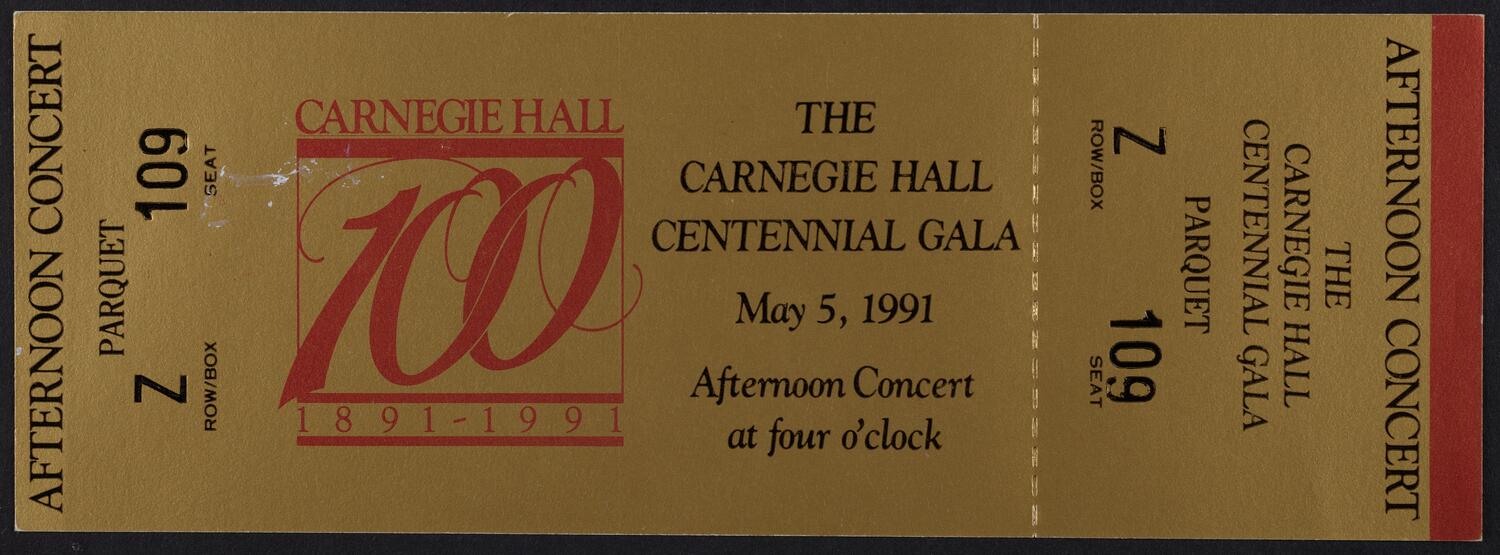 AFTERNOON CONCERT
PARQUET
Z 109
ROW/BOX SEAT
CARNEGIE HALL
100
1891-1991
THE
CARNEGIE HALL
CENTENNIAL GALA
May 5, 1991
Afternoon Concert
at four o'clock
AFTERNOON CONCERT
THE
CARNEGIE HALL
CENTENNIAL GALA
PARQUET
Z 109
ROW/BOX SEAT